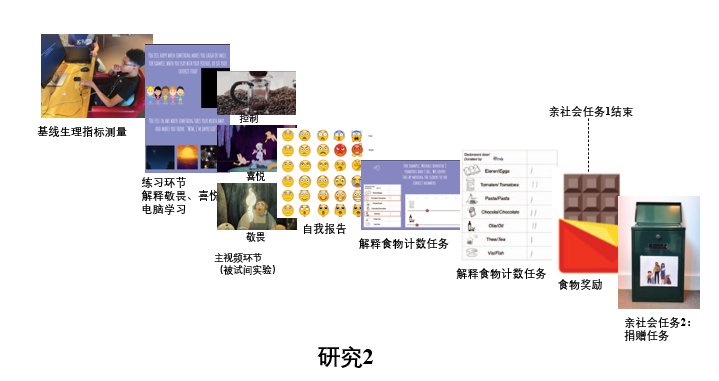 基线生理指标测量
练习环节
解释敬畏、喜悦
电脑学习
控制
喜悦
敬畏
主视频环节
(被试间实验)
自我报告
解释食物计数任务
Eieren/Eggs
Tomaten/Tomatoes
Pasta/Pasta
Chocola/Chocolate
Olie/Oil
Thee/Tea
Vis/Fish
解释食物计数任务
亲社会任务1结束
食物奖励
亲社会任务2:
捐赠任务
研究2